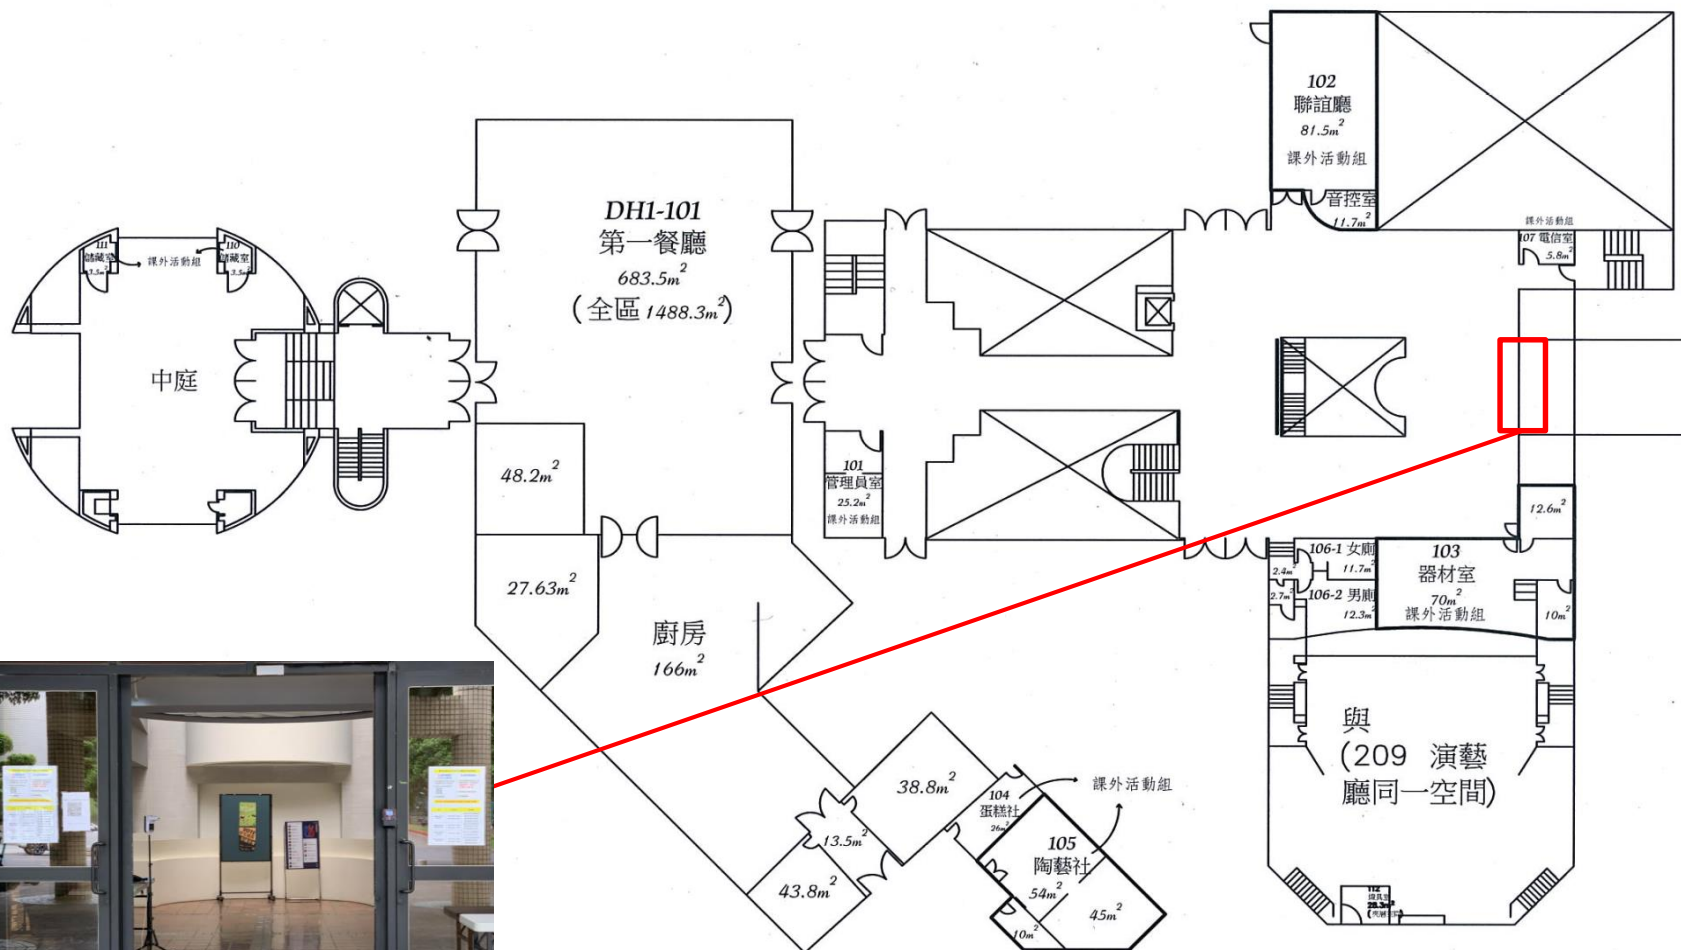 102
聯誼廳
81.5m²
課外活動組
音控室
11.7m²
課外活動組
107 電信室
5.8m²
DH1-101
第一餐廳
683.5m²
(全區 1488.3m²)
111
儲藏室
3.5m²
課外活動組
110
儲藏室
3.5m²
中庭
48.2m²
101
管理員室
25.2m²
課外活動組
27.63m²
廚房
166m²
12.6m²
106-1 女廁
11.7m²
2.4m²
2.7m²
106-2 男廁
12.3m²
103
器材室
70m²
課外活動組
10m²
與
(209 演藝
廳同一空間)
38.8m²
104
蛋糕社
26m²
課外活動組
13.5m²
105
陶藝社
54m²
43.8m²
45m²
10m²
112